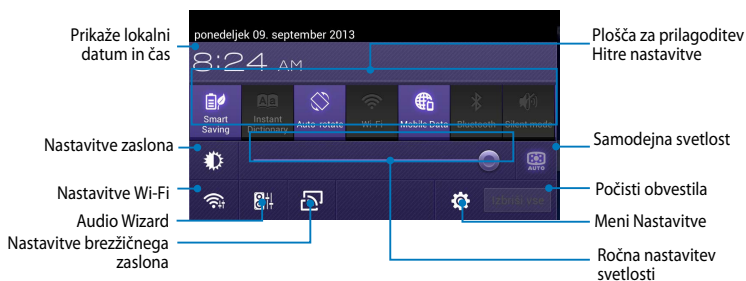 Prikaže lokalni
datum in čas
Nastavitve zaslona
Nastavitve Wi-Fi
Audio Wizard
Nastavitve brezžičnega
zaslona
ponedeljek 09. september 2013
8:24 AM
Smart
Saving
Instant
Dictionary
Auto-rotate
Wi-Fi
Mobile Data
Bluetooth
Silent mode
AUTO
Izbriši vse
Plošča za prilagoditev
Hitre nastavitve
Samodejna svetlost
Počisti obvestila
Meni Nastavitve
Ročna nastavitev
svetlosti